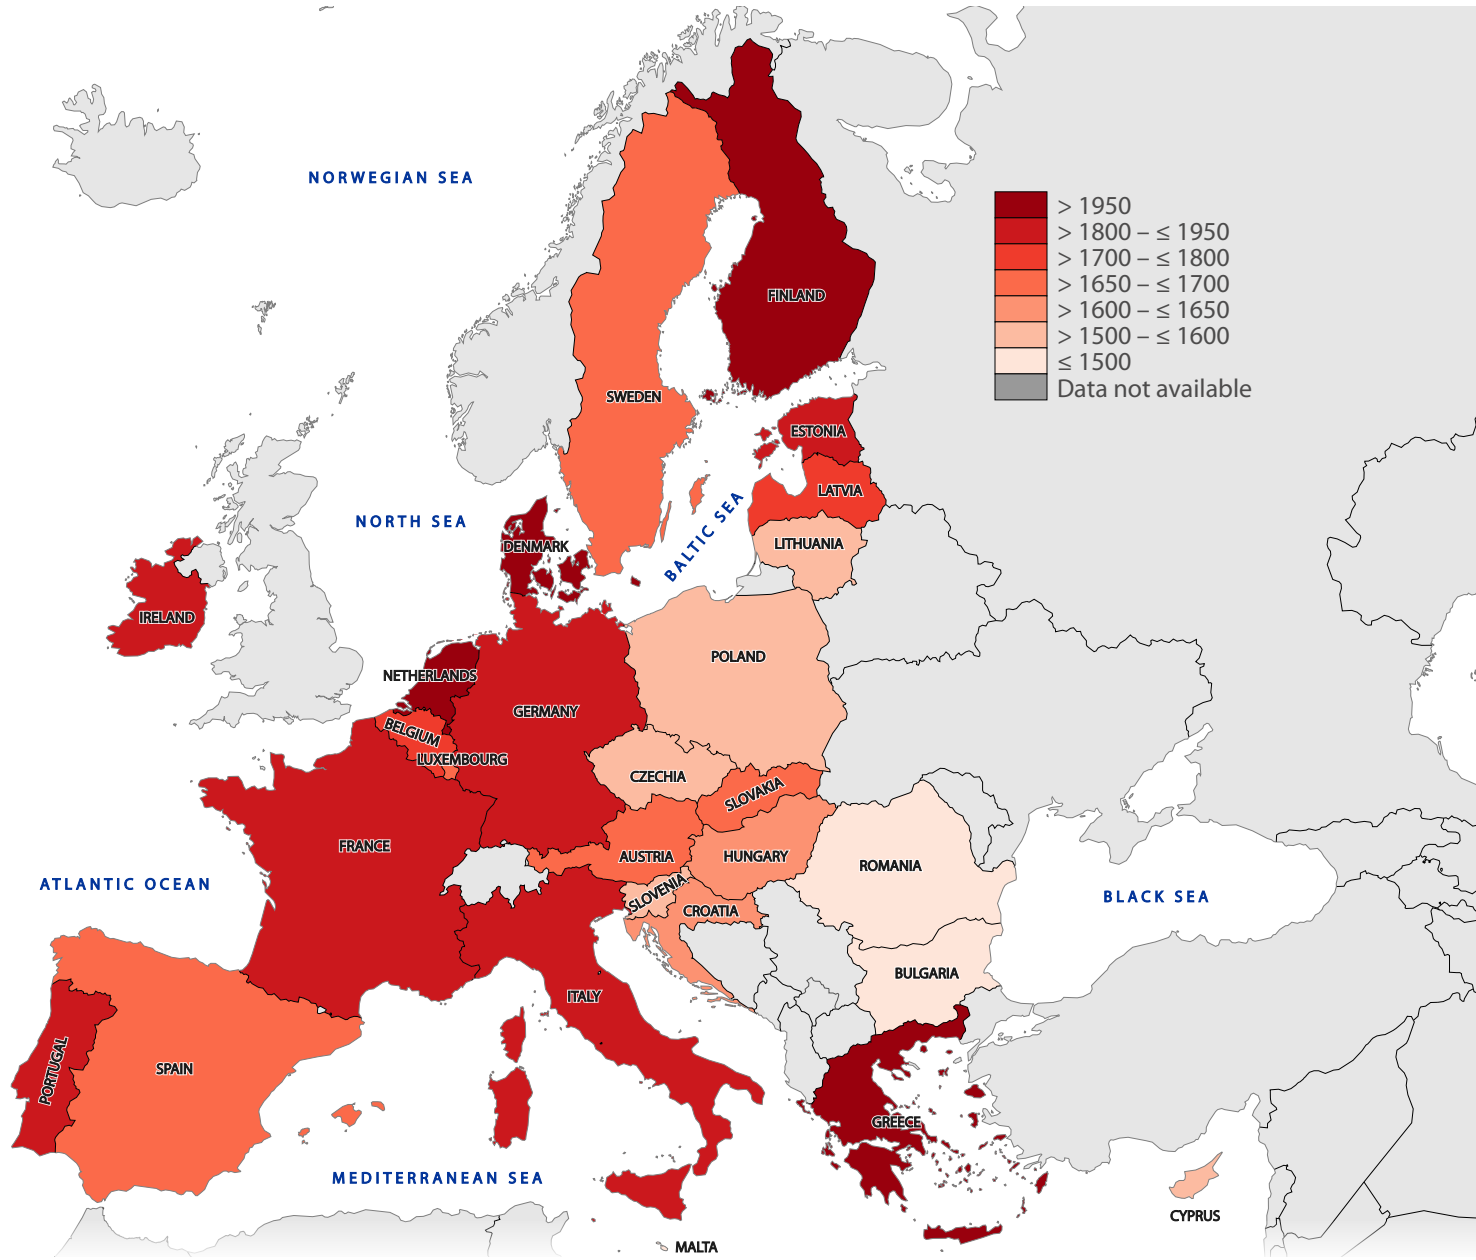 NORWEGIAN SEA
> 1950
> 1800 – ≤ 1950
> 1700 – ≤ 1800
> 1650 – ≤ 1700
> 1600 – ≤ 1650
> 1500 – ≤ 1600
≤ 1500
Data not available
FINLAND
SWEDEN
ESTONIA
LATVIA
NORTH SEA
BALTIC SEA
DENMARK
LITHUANIA
IRELAND
POLAND
NETHERLANDS
GERMANY
BELGIUM
LUXEMBOURG
CZECHIA
SLOVAKIA
FRANCE
AUSTRIA
HUNGARY
ROMANIA
ATLANTIC OCEAN
SLOVENIA
BLACK SEA
CROATIA
BULGARIA
ITALY
PORTUGAL
SPAIN
GREECE
MEDITERRANEAN SEA
CYPRUS
MALTA